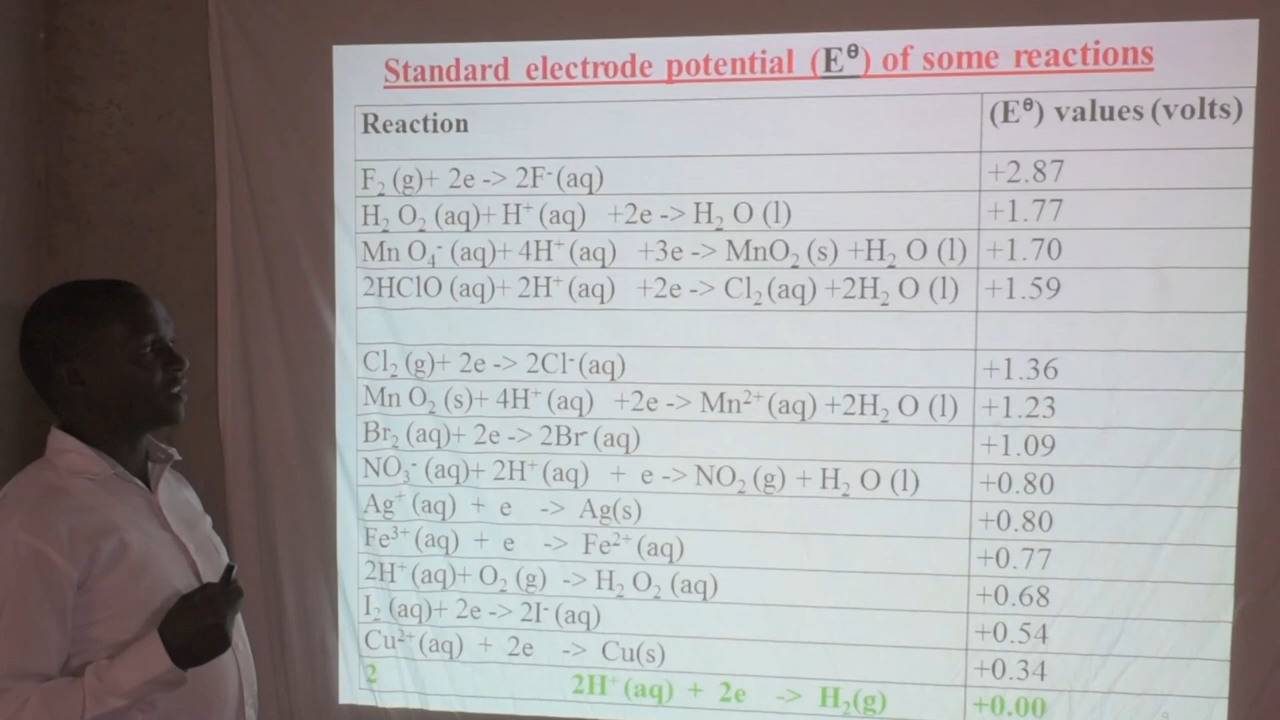 Standard electrode potential (Eᶿ) of some reactions
Reaction (Eᶿ) values (volts)
F₂ (g)+ 2e -> 2F⁻(aq) +2.87
H₂ O₂ (aq)+ H⁺ (aq) +2e -> H₂ O (l) +1.77
Mn O₄⁻ (aq)+ 4H⁺ (aq) +3e -> MnO₂ (s) +H₂ O (l) +1.70
2HClO (aq)+ 2H⁺ (aq) +2e -> Cl₂ (aq) +2H₂ O (l) +1.59
Cl₂ (g)+ 2e -> 2Cl⁻(aq) +1.36
Mn O₂ (s)+ 4H⁺ (aq) +2e -> Mn²⁺ (aq) +2H₂ O (l) +1.23
Br₂ (aq)+ 2e -> 2Br (aq) +1.09
NO₃⁻ (aq)+ 2H⁺ (aq) + e -> NO₂ (g) + H₂ O (l) +0.80
Ag⁺ (aq) + e -> Ag(s) +0.80
Fe³⁺ (aq) + e -> Fe²⁺ (aq) +0.77
2H⁺ (aq)+ O₂ (g) -> H₂ O₂ (aq) +0.68
I₂ (aq)+ 2e -> 2I⁻ (aq) +0.54
Cu²⁺ (aq) + 2e -> Cu(s) +0.34
2 2H⁺ (aq) + 2e -> H₂(g) +0.00